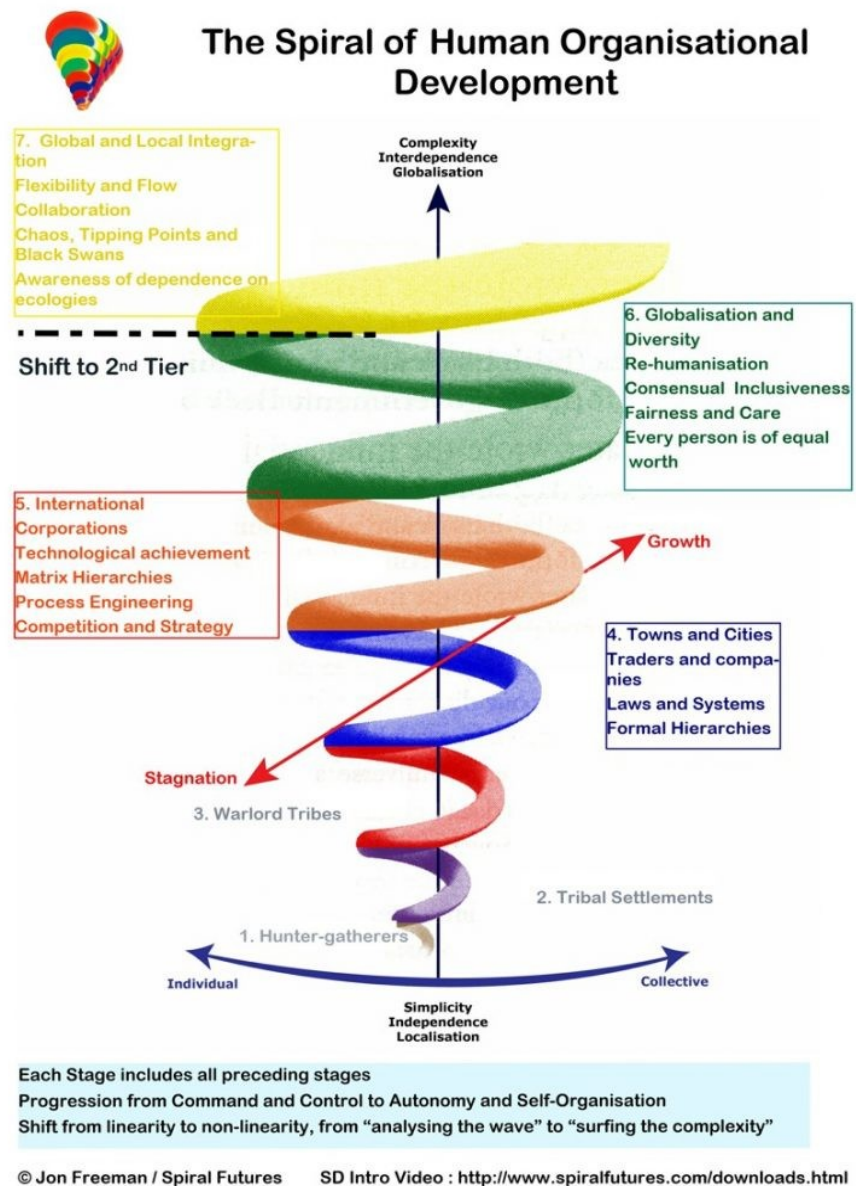 The Spiral of Human Organisational
Development
7. Global and Local Integra-
tion
Flexibility and Flow
Collaboration
Chaos, Tipping Points and
Black Swans
Awareness of dependence on
ecologies
Complexity
Interdependence
Globalisation
Shift to 2nd Tier
6. Globalisation and
Diversity
Re-humanisation
Consensual Inclusiveness
Fairness and Care
Every person is of equal
worth
5. International
Corporations
Technological achievement
Matrix Hierarchies
Process Engineering
Competition and Strategy
Growth
4. Towns and Cities
Traders and compa-
nies
Laws and Systems
Formal Hierarchies
Stagnation
3. Warlord Tribes
2. Tribal Settlements
1. Hunter-gatherers
Individual
Collective
Simplicity
Independence
Localisation
Each Stage includes all preceding stages
Progression from Command and Control to Autonomy and Self-Organisation
Shift from linearity to non-linearity, from “analysing the wave” to “surfing the complexity”
© Jon Freeman / Spiral Futures SD Intro Video : http://www.spiralfutures.com/downloads.html